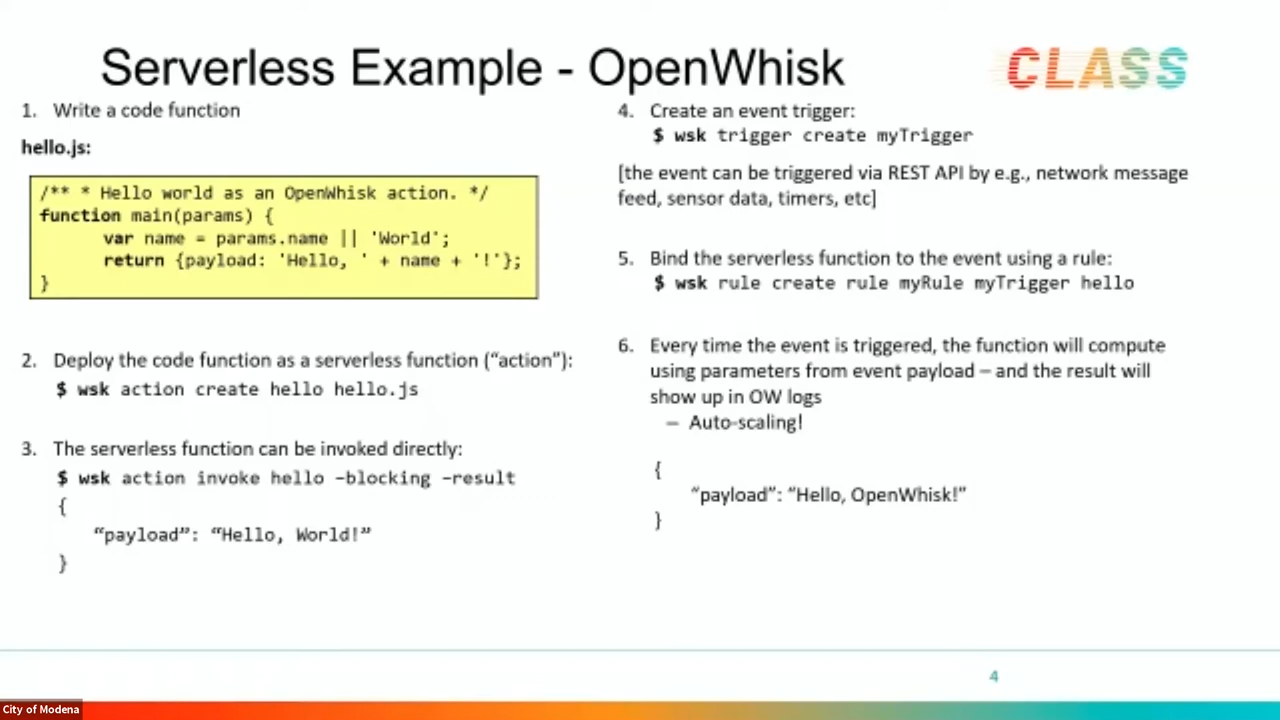 Serverless Example - OpenWhisk
CLASS
1. Write a code function
hello.js:
/** * Hello world as an OpenWhisk action. */
function main(params) {
var name = params.name || 'World';
return {payload: 'Hello, ' + name + '!'};
}
2. Deploy the code function as a serverless function (“action”):
$ wsk action create hello hello.js
3. The serverless function can be invoked directly:
$ wsk action invoke hello –blocking –result
{
“payload”: “Hello, World!”
}
4. Create an event trigger:
$ wsk trigger create myTrigger
[the event can be triggered via REST API by e.g., network message
feed, sensor data, timers, etc]
5. Bind the serverless function to the event using a rule:
$ wsk rule create rule myRule myTrigger hello
6. Every time the event is triggered, the function will compute
using parameters from event payload – and the result will
show up in OW logs
– Auto-scaling!
{
“payload”: “Hello, OpenWhisk!”
}
4
City of Modena